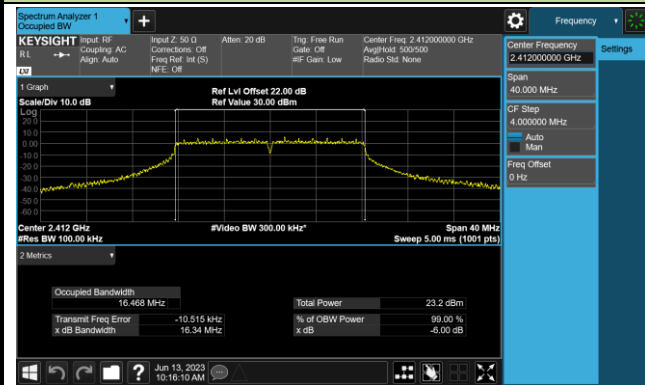 Spectrum Analyzer 1
Occupied BW
+
Frequency
KEYSIGHT
Input: RF
Coupling: AC
Align: Auto
Input Z: 50 Ω
Corrections: Off
Freq Ref: Int (S)
NFE: Off
Atten: 20 dB
Trig: Free Run
Gate: Off
#IF Gain: Low
Center Freq: 2.412000000 GHz
Avg|Hold: 500/500
Radio Std: None
RL
Center Frequency
2.412000000 GHz
Settings
Span
40.000 MHz
CF Step
4.000000 MHz
Auto
Man
Freq Offset
0 Hz
1 Graph
Scale/Div 10.0 dB
Ref Lvl Offset 22.00 dB
Ref Value 30.00 dBm
Log
20.0
10.0
0.00
-10.0
-20.0
-30.0
-40.0
-50.0
-60.0
Center 2.412 GHz
#Res BW 100.00 kHz
#Video BW 300.00 kHz*
Span 40 MHz
Sweep 5.00 ms (1001 pts)
2 Metrics
Occupied Bandwidth
16.468 MHz
Total Power 23.2 dBm
Transmit Freq Error -10.515 kHz
% of OBW Power 99.00 %
x dB Bandwidth 16.34 MHz
x dB -6.00 dB
?
Jun 13, 2023
10:16:10 AM